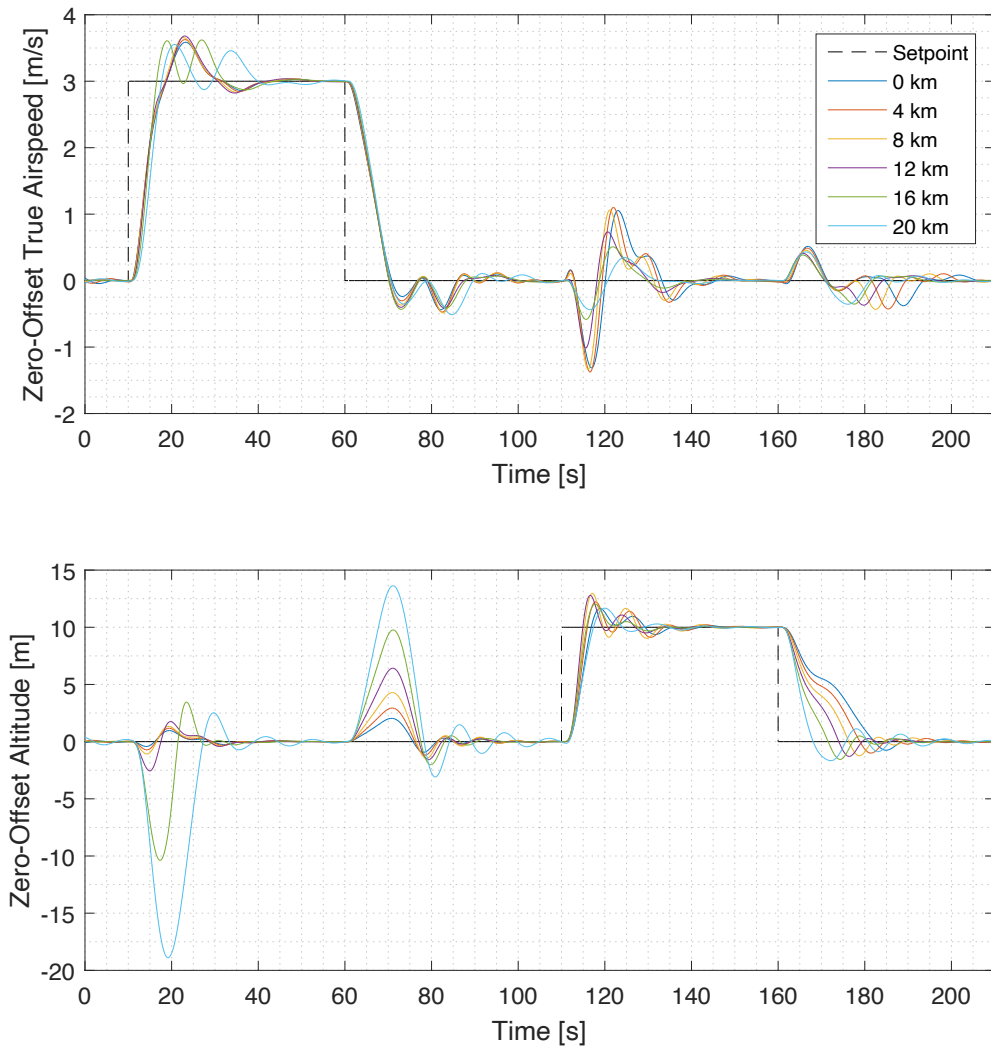 4
3
2
1
0
-1
-2
Zero-Offset True Airspeed [m/s]
Setpoint
0 km
4 km
8 km
12 km
16 km
20 km
0 20 40 60 80 100 120 140 160 180 200
Time [s]
15
10
5
0
-5
-10
-15
-20
Zero-Offset Altitude [m]
0 20 40 60 80 100 120 140 160 180 200
Time [s]